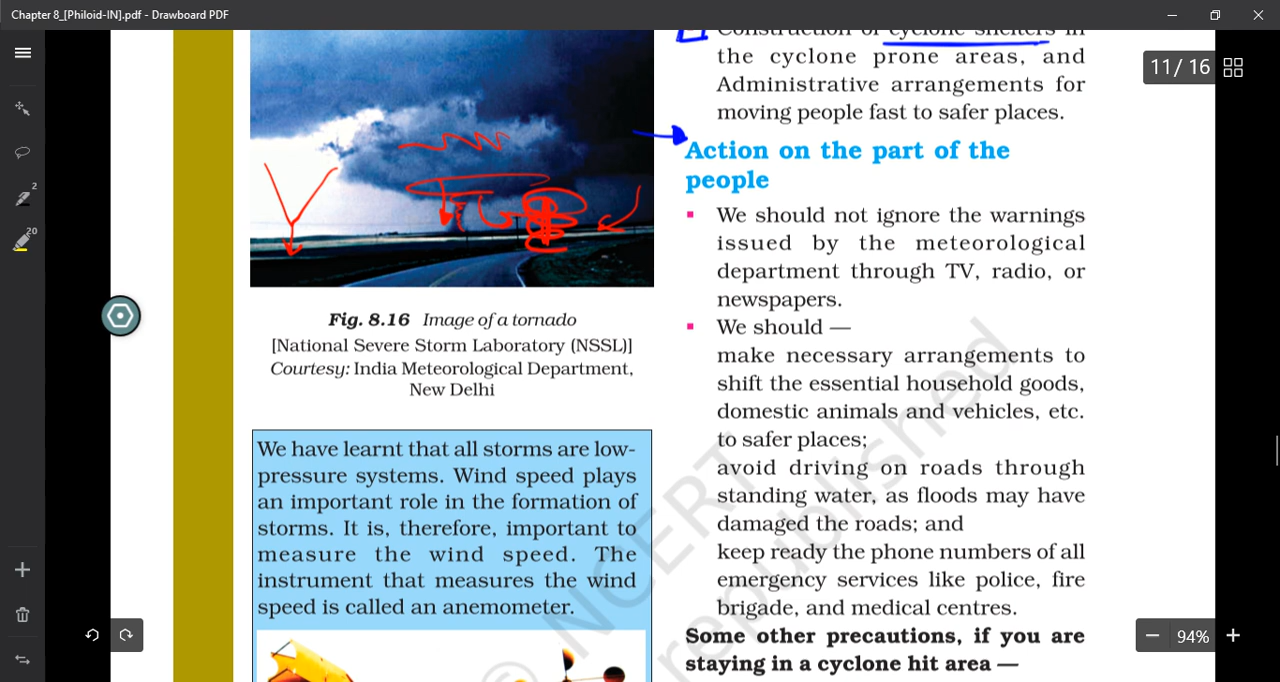 Chapter 8_[Philoid-IN].pdf - Drawboard PDF
11 / 16
2
20
Fig. 8.16 Image of a tornado
[National Severe Storm Laboratory (NSSL)]
Courtesy: India Meteorological Department,
New Delhi
We have learnt that all storms are low-
pressure systems. Wind speed plays
an important role in the formation of
storms. It is, therefore, important to
measure the wind speed. The
instrument that measures the wind
speed is called an anemometer.
Construction of cyclone shelters in
the cyclone prone areas, and
Administrative arrangements for
moving people fast to safer places.
Action on the part of the
people
We should not ignore the warnings
issued by the meteorological
department through TV, radio, or
newspapers.
We should —
make necessary arrangements to
shift the essential household goods,
domestic animals and vehicles, etc.
to safer places;
avoid driving on roads through
standing water, as floods may have
damaged the roads; and
keep ready the phone numbers of all
emergency services like police, fire
brigade, and medical centres.
Some other precautions, if you are
staying in a cyclone hit area —
© NCERT
republished
94%